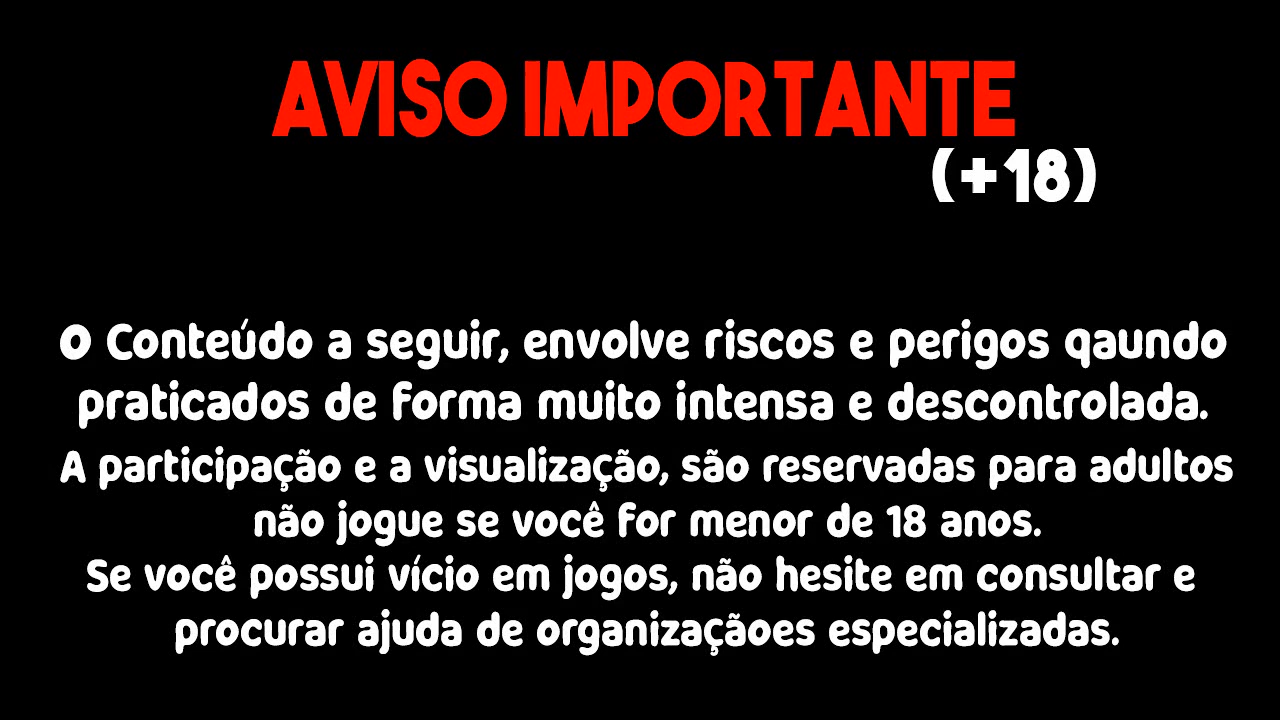 AVISO IMPORTANTE
(+18)
O Conteúdo a seguir, envolve riscos e perigos qaundo
praticados de forma muito intensa e descontrolada.
A participação e a visualização, são reservadas para adultos
não jogue se você for menor de 18 anos.
Se você possui vício em jogos, não hesite em consultar e
procurar ajuda de organizaçãoes especializadas.